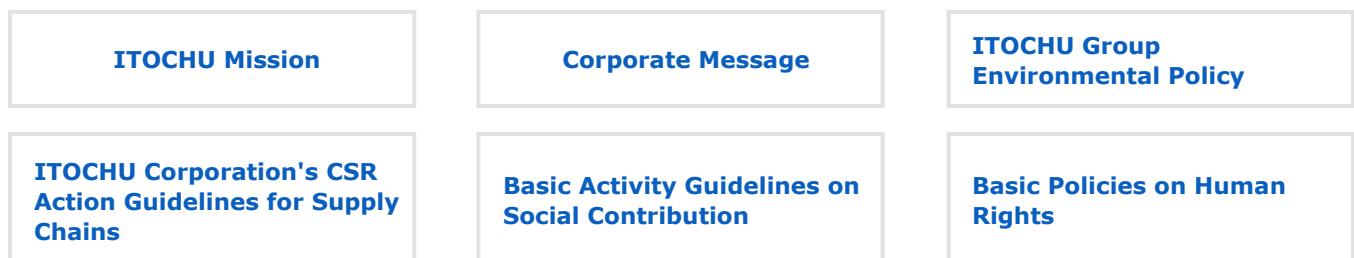 ITOCHU Mission
Corporate Message
ITOCHU Group
Environmental Policy
ITOCHU Corporation's CSR
Action Guidelines for Supply
Chains
Basic Activity Guidelines on
Social Contribution
Basic Policies on Human
Rights